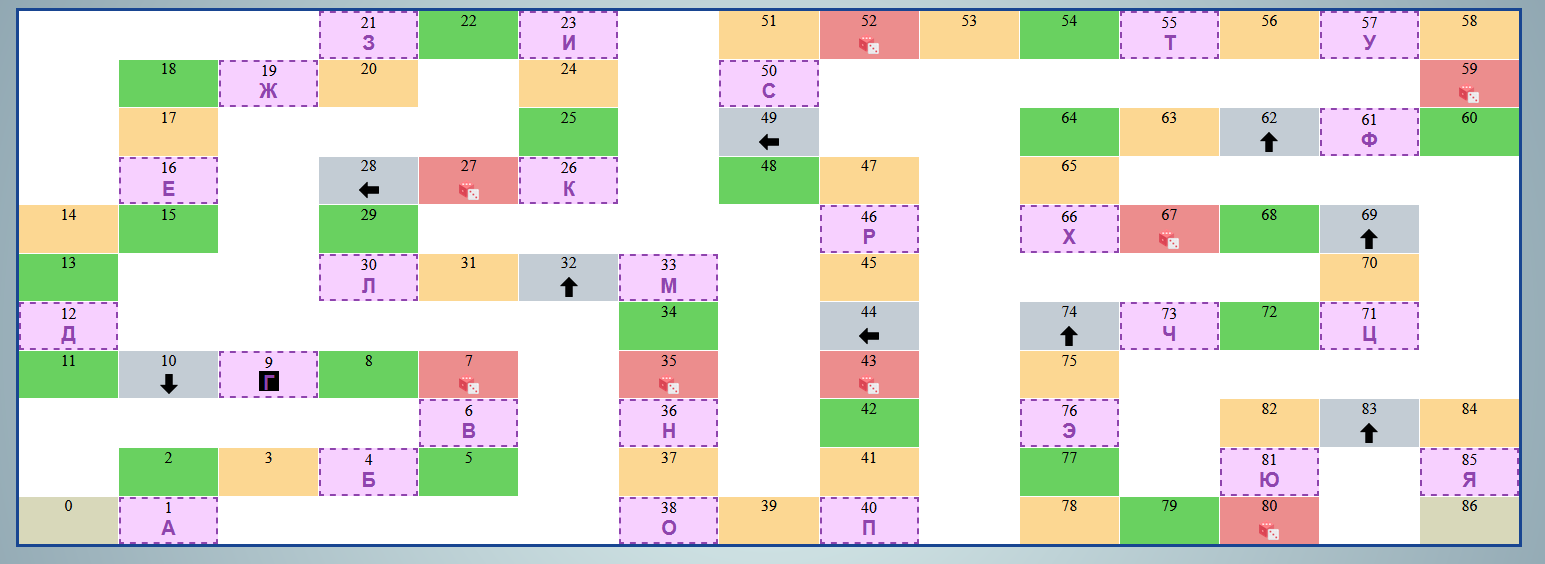 21 22 23 51 52 53 54 55 56 57 58
З И Т У
18 19 20 24 50 59
Ж С
17 25 49 64 63 62 61 60
Ф
16 28 27 26 48 47 65
Е К
14 15 29 46 66 67 68 69
Р Х
13 30 31 32 33 45 70
Л М
12 34 44 74 73 72 71
Д Ч Ц
11 10 9 8 7 35 43 75
Г
6 36 42 76 82 83 84
В Н Э
2 3 4 5 37 41 77 81 85
Б Ю Я
0 1 38 39 40 78 79 80 86
А О П